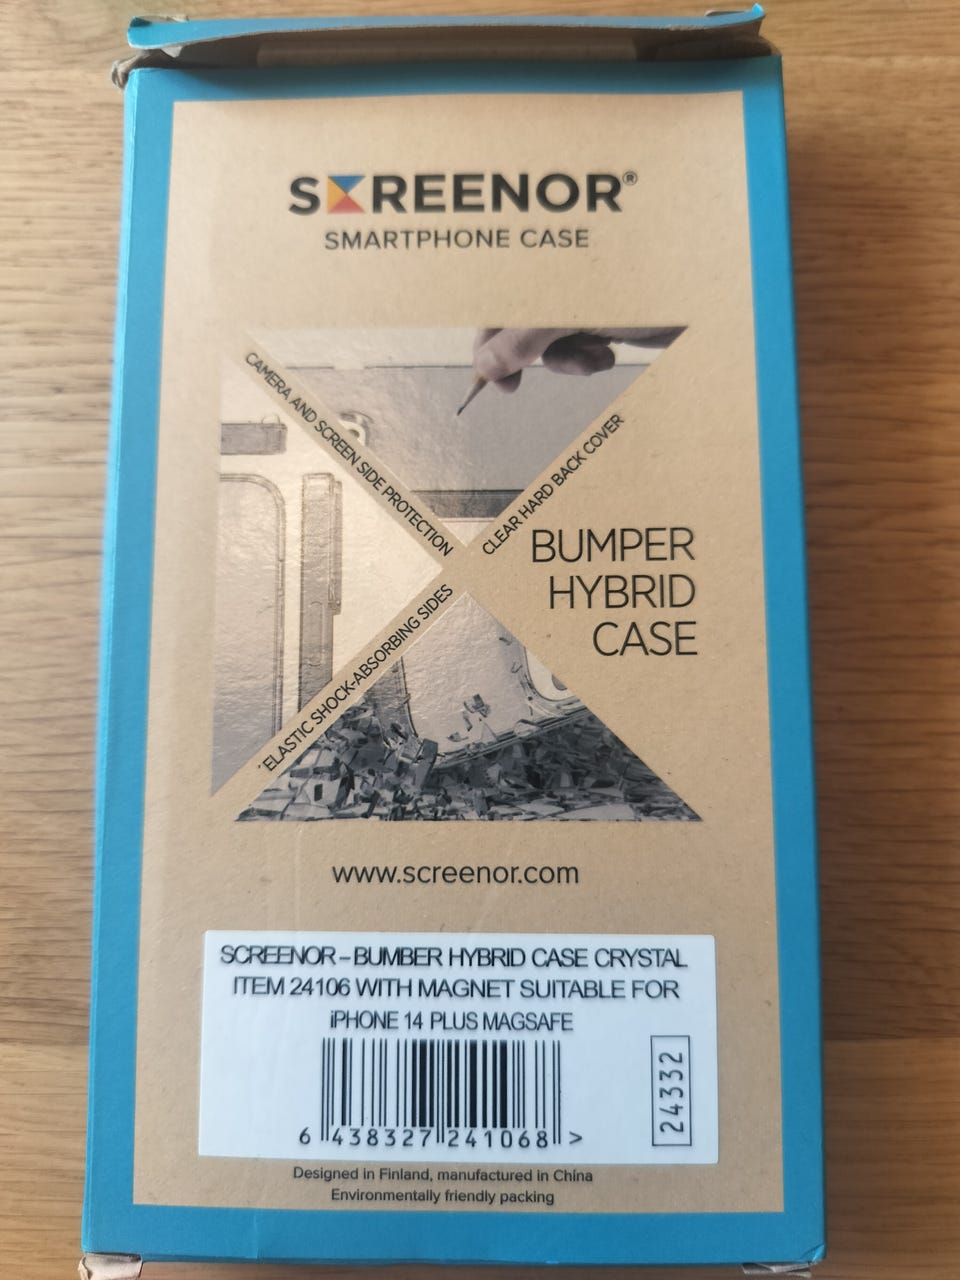 SCREENOR®
SMARTPHONE CASE
CAMERA AND SCREEN SIDE PROTECTION
CLEAR HARD BACK COVER
BUMPER
HYBRID
CASE
ELASTIC SHOCK-ABSORBING SIDES
www.screenor.com
SCREENOR – BUMBER HYBRID CASE CRYSTAL
ITEM 24106 WITH MAGNET SUITABLE FOR
iPHONE 14 PLUS MAGSAFE
6 438327 241068 >
24332
Designed in Finland, manufactured in China
Environmentally friendly packing